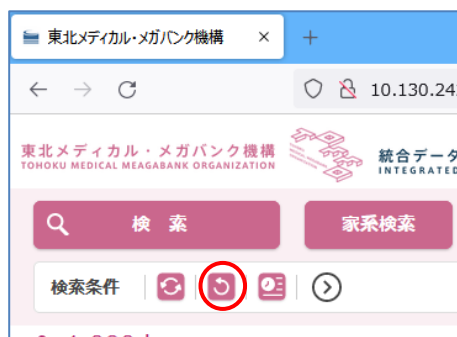 東北メディカル・メガバンク機構
10.130.24
東北メディカル・メガバンク機構
TOHOKU MEDICAL MEAGABANK ORGANIZATION
統合データ
INTEGRATED
検 索
家系検索
検索条件